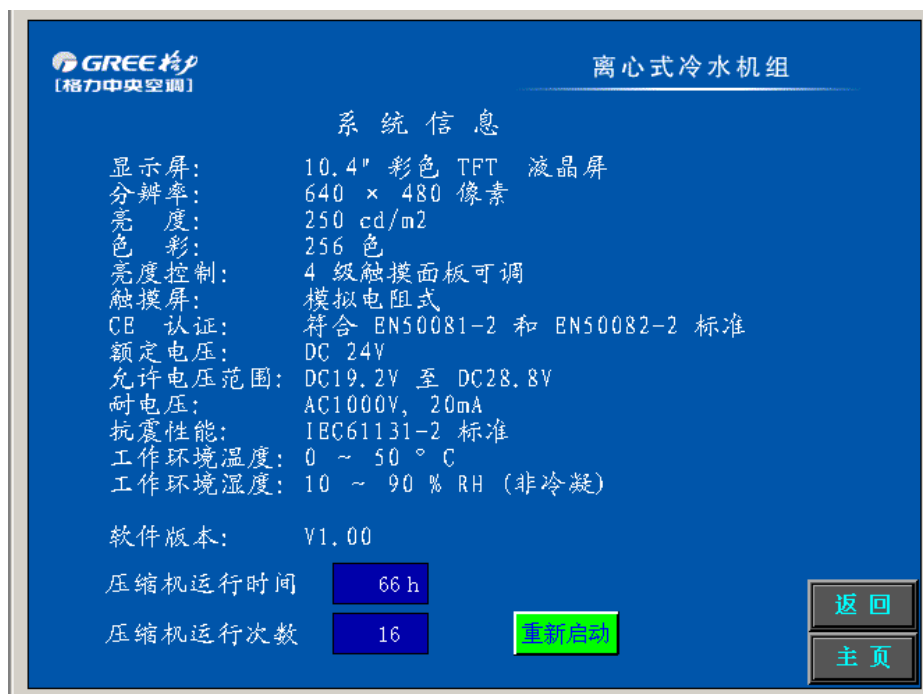 GREE 格力
[格力中央空调]
离心式冷水机组
系统信息
显示屏: 10.4" 彩色 TFT 液晶屏
分辨率: 640 × 480 像素
亮 度: 250 cd/m2
色 彩: 256 色
亮度控制: 4 级触摸面板可调
触摸屏: 模拟电阻式
CE 认证: 符合 EN50081-2 和 EN50082-2 标准
额定电压: DC 24V
允许电压范围: DC19.2V 至 DC28.8V
耐电压: AC1000V, 20mA
抗震性能: IEC61131-2 标准
工作环境温度: 0 ~ 50 ° C
工作环境湿度: 10 ~ 90 % RH (非冷凝)
软件版本: V1.00
压缩机运行时间 66 h
压缩机运行次数 16
重新启动
返回
主页